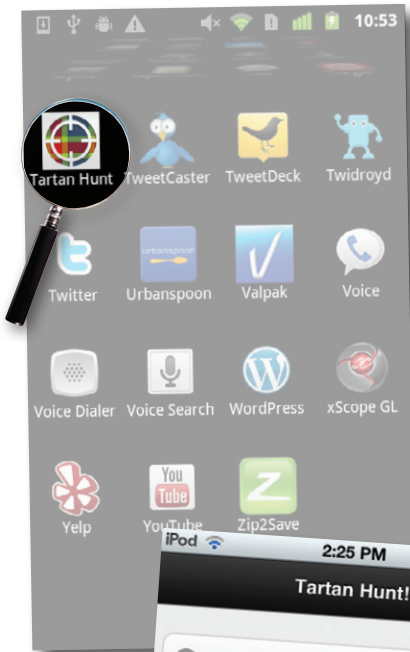 10:53
Tartan Hunt TweetCaster TweetDeck Twidroyd
urbanspoon
Twitter Urbanspoon Valpak Voice
Voice Dialer Voice Search WordPress xScope GL
You
Tube
Yelp YouTube Zip2Save
iPod 2:25 PM
Tartan Hunt!